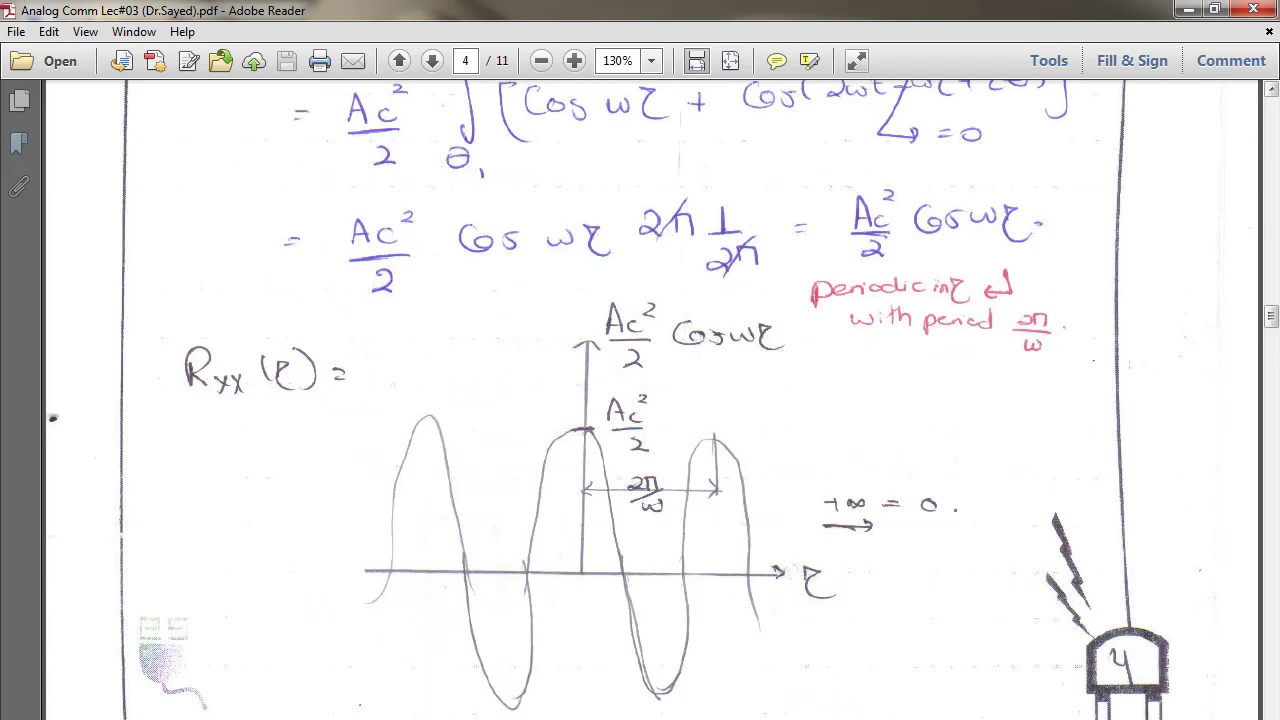 Analog Comm Lec#03 (Dr.Sayed).pdf - Adobe Reader
File Edit View Window Help
Open 4 / 11 130% Tools Fill & Sign Comment
= Ac²/2 ∫θ₁ [Cos ωτ + Cos(2ωt
= 0
= Ac²/2 Cos ωτ 2π 1/2π = Ac²/2 Cos ωτ.
periodic in τ
with period 2π/ω.
Ac²/2 Cos ωτ
Rxx(τ) =
Ac²/2
2π/ω
+∞ = 0.
τ
4